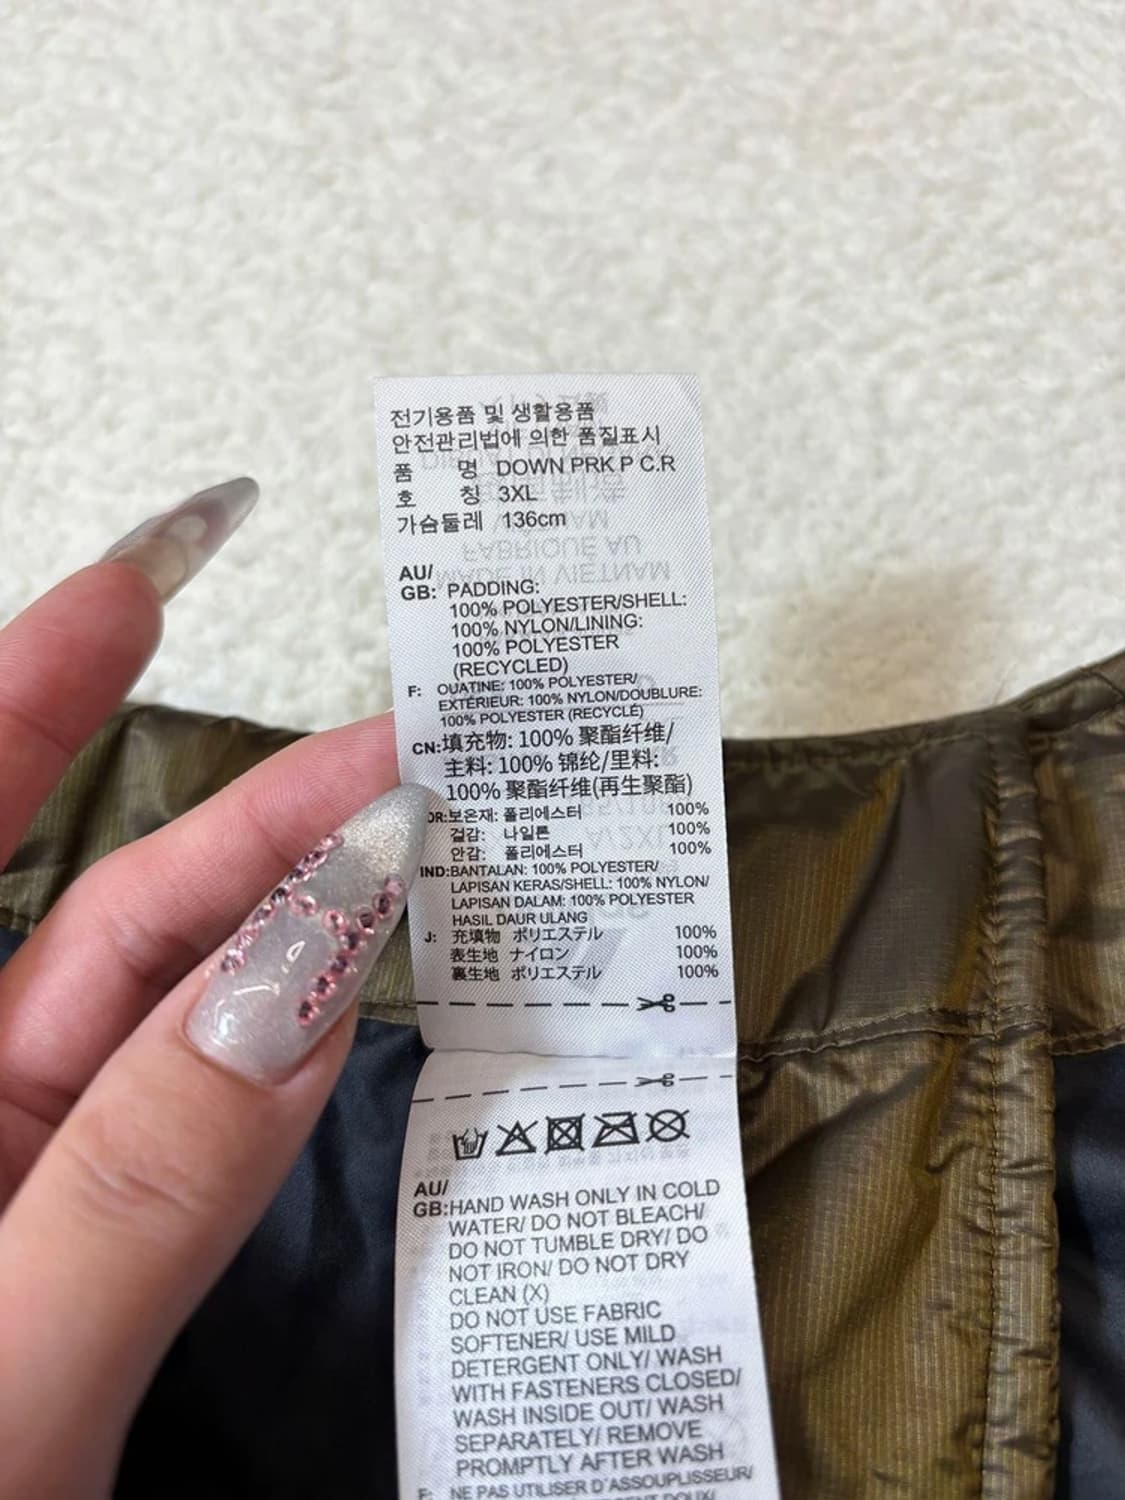 전기용품 및 생활용품
안전관리법에 의한 품질표시
품 명 DOWN PRK P C.R
호 칭 3XL
가슴둘레 136cm
AU/
GB: PADDING:
100% POLYESTER/SHELL:
100% NYLON/LINING:
100% POLYESTER
(RECYCLED)
F: OUATINE: 100% POLYESTER/
EXTÉRIEUR: 100% NYLON/DOUBLURE:
100% POLYESTER (RECYCLÉ)
CN:填充物: 100% 聚酯纤维/
主料: 100% 锦纶/里料:
100% 聚酯纤维(再生聚酯)
OR:보온재: 폴리에스터 100%
겉감: 나일론 100%
안감: 폴리에스터 100%
IND:BANTALAN: 100% POLYESTER/
LAPISAN KERAS/SHELL: 100% NYLON/
LAPISAN DALAM: 100% POLYESTER
HASIL DAUR ULANG
J: 充填物 ポリエステル 100%
表生地 ナイロン 100%
裏生地 ポリエステル 100%
AU/
GB:HAND WASH ONLY IN COLD
WATER/ DO NOT BLEACH/
DO NOT TUMBLE DRY/ DO
NOT IRON/ DO NOT DRY
CLEAN (X)
DO NOT USE FABRIC
SOFTENER/ USE MILD
DETERGENT ONLY/ WASH
WITH FASTENERS CLOSED/
WASH INSIDE OUT/ WASH
SEPARATELY/ REMOVE
PROMPTLY AFTER WASH
F: NE PAS UTILISER D'ASSOUPLISSEUR/